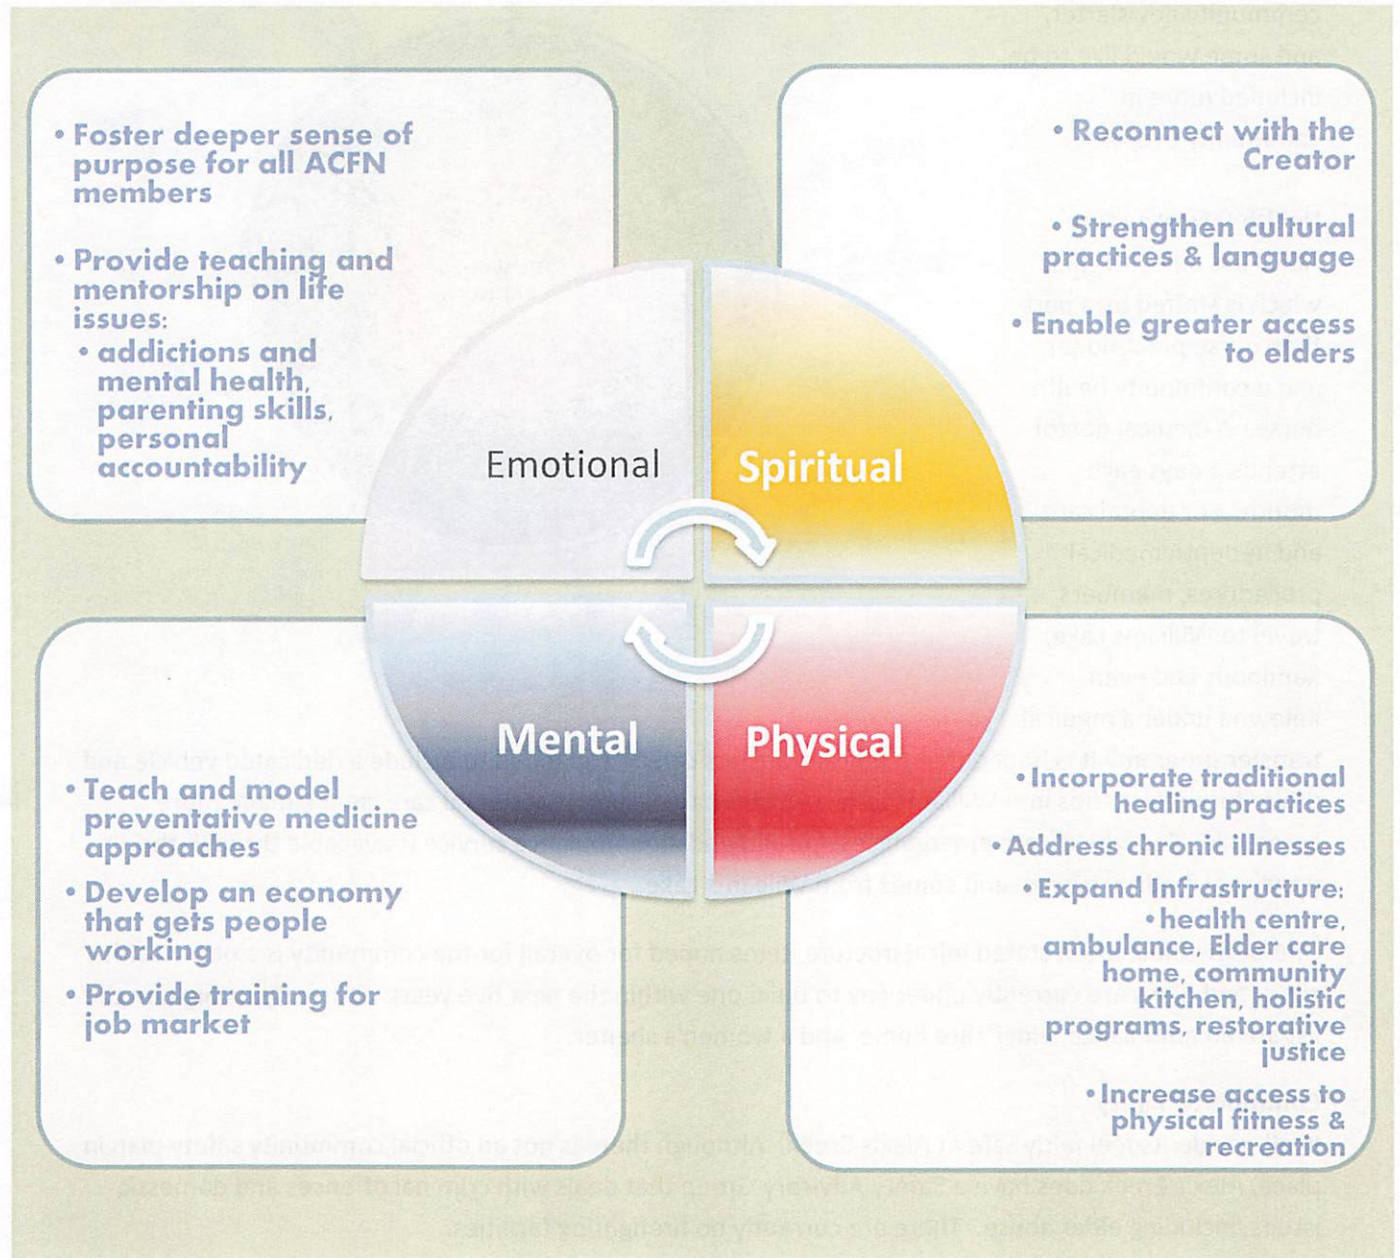 • Foster deeper sense of
purpose for all ACFN
members
• Provide teaching and
mentorship on life
issues:
• addictions and
mental health,
parenting skills,
personal
accountability
• Reconnect with the
Creator
• Strengthen cultural
practices & language
• Enable greater access
to elders
Emotional
Spiritual
Mental
Physical
• Teach and model
preventative medicine
approaches
• Develop an economy
that gets people
working
• Provide training for
job market
• Incorporate traditional
healing practices
• Address chronic illnesses
• Expand Infrastructure:
• health centre,
ambulance, Elder care
home, community
kitchen, holistic
programs, restorative
justice
• Increase access to
physical fitness &
recreation